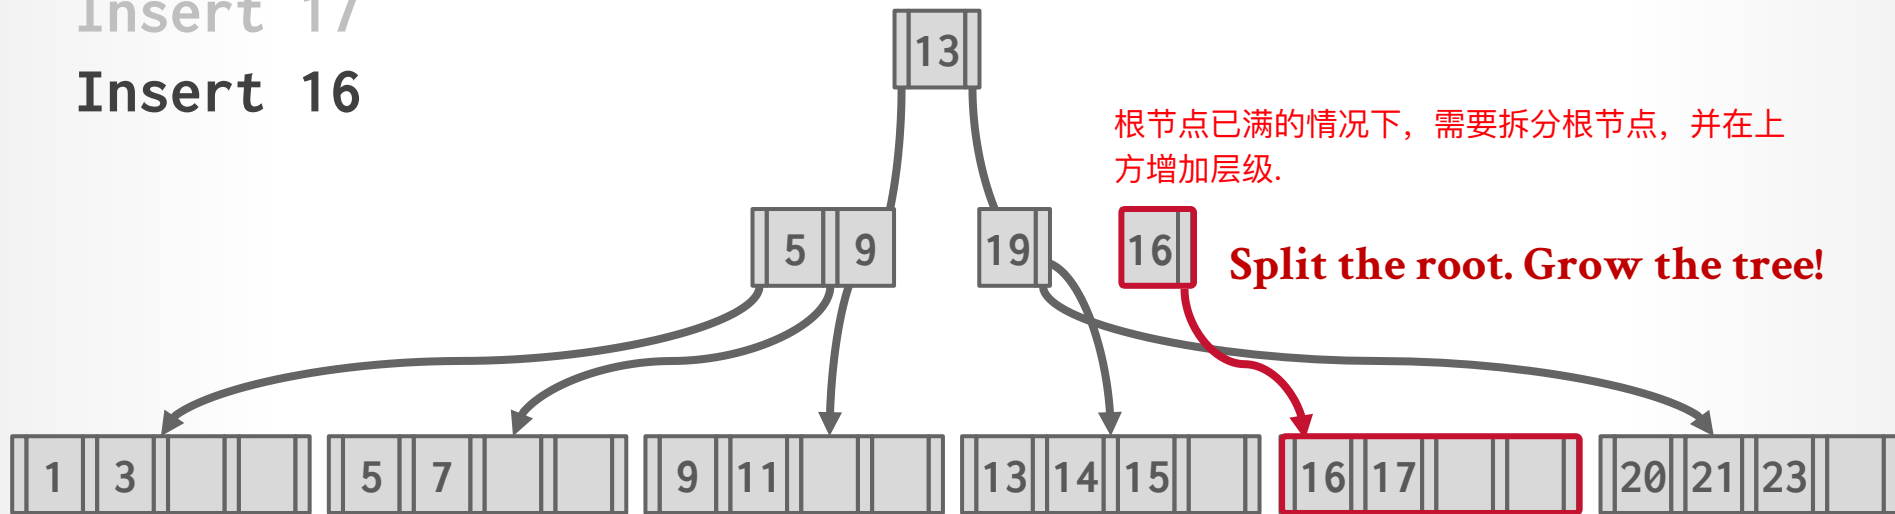 Insert 17
Insert 16
13
根节点已满的情况下，需要拆分根节点，并在上
方增加层级.
5 9 19 16
Split the root. Grow the tree!
1 3 5 7 9 11 13 14 15 16 17 20 21 23